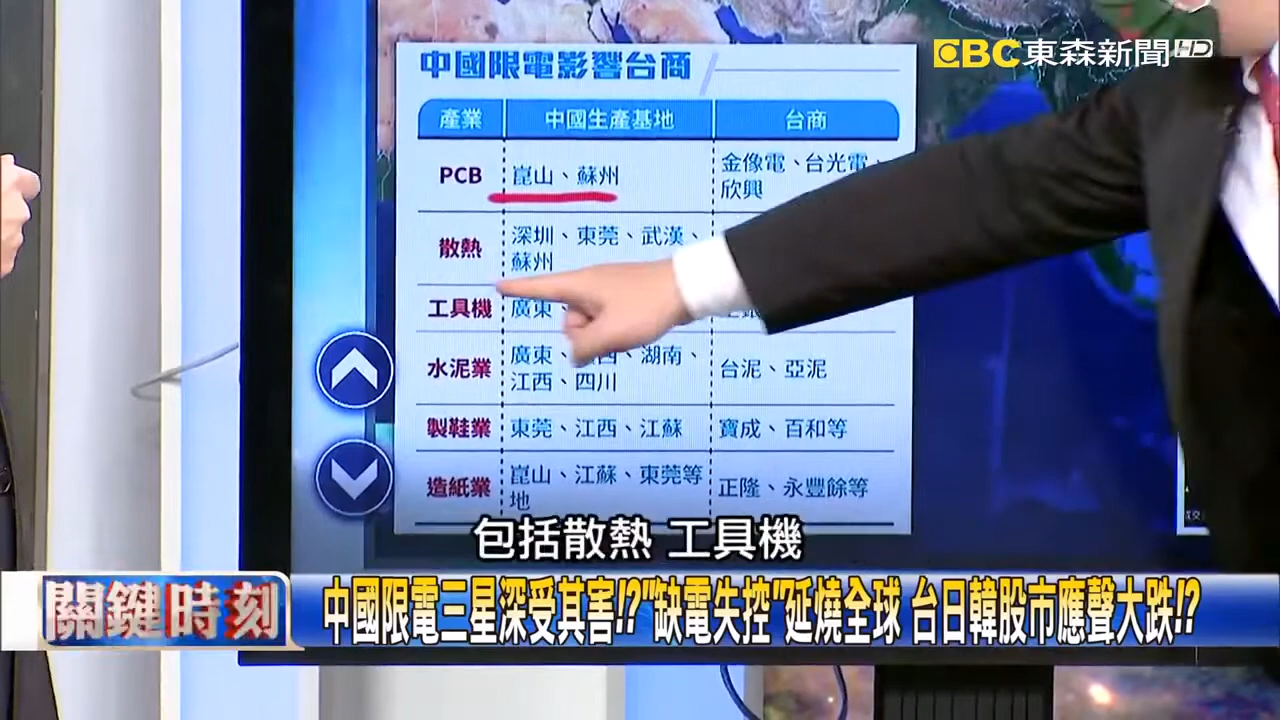 EBC東森新聞HD
中國限電影響台商
產業 中國生產基地 台商
PCB 崑山、蘇州 金像電、台光電、
欣興
散熱 深圳、東莞、武漢、
蘇州
工具機 廣東、
水泥業 廣東、 湖南、
江西、四川 台泥、亞泥
製鞋業 東莞、江西、江蘇 寶成、百和等
造紙業 崑山、江蘇、東莞等
地 正隆、永豐餘等
包括散熱 工具機
關鍵時刻
中國限電三星深受其害!?"缺電失控"延燒全球 台日韓股市應聲大跌!?